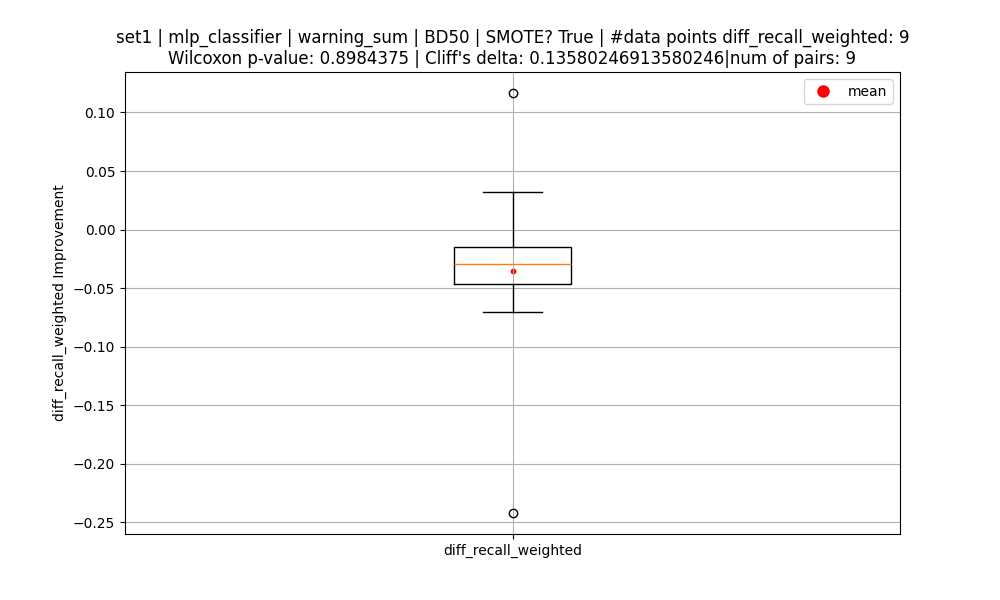 set1 | mlp_classifier | warning_sum | BD50 | SMOTE? True | #data points diff_recall_weighted: 9
Wilcoxon p-value: 0.8984375 | Cliff's delta: 0.13580246913580246|num of pairs: 9
mean
0.10
0.05
0.00
−0.05
−0.10
−0.15
−0.20
−0.25
diff_recall_weighted Improvement
diff_recall_weighted